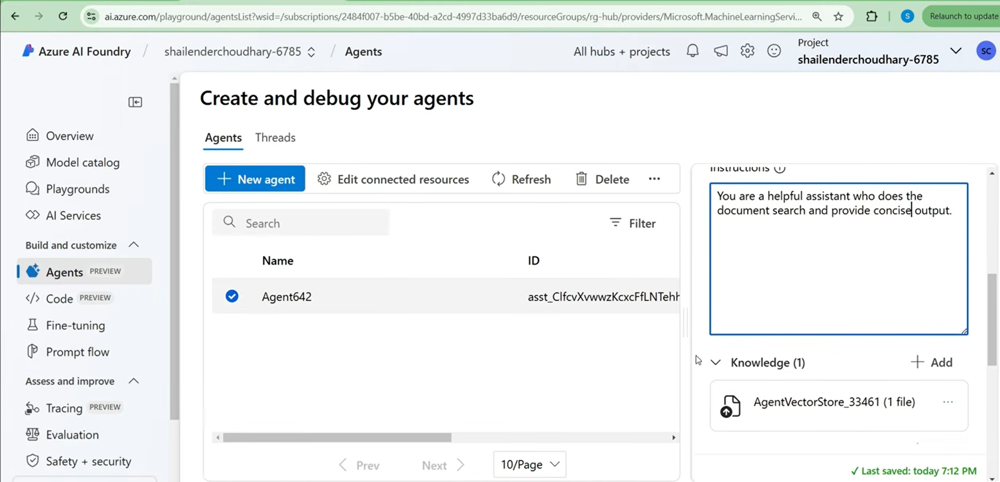 ai.azure.com/playground/agentsList?wsid=/subscriptions/2484f007-b5be-40bd-a2cd-4997d33ba6d9/resourceGroups/rg-hub/providers/Microsoft.MachineLearningServi...
S
Relaunch to update
Azure AI Foundry / shailenderchoudhary-6785 / Agents
All hubs + projects
Project
shailenderchoudhary-6785
SC
Create and debug your agents
Overview
Model catalog
Playgrounds
AI Services
Build and customize
Agents PREVIEW
Code PREVIEW
Fine-tuning
Prompt flow
Assess and improve
Tracing PREVIEW
Evaluation
Safety + security
Agents Threads
+ New agent Edit connected resources Refresh Delete ...
Search
Filter
Name ID
Agent642 asst_ClfcvXvwwzKcxcFfLNTehh
Prev Next 10/Page
Instructions
You are a helpful assistant who does the
document search and provide concise output.
Knowledge (1) + Add
AgentVectorStore_33461 (1 file) ...
✓ Last saved: today 7:12 PM